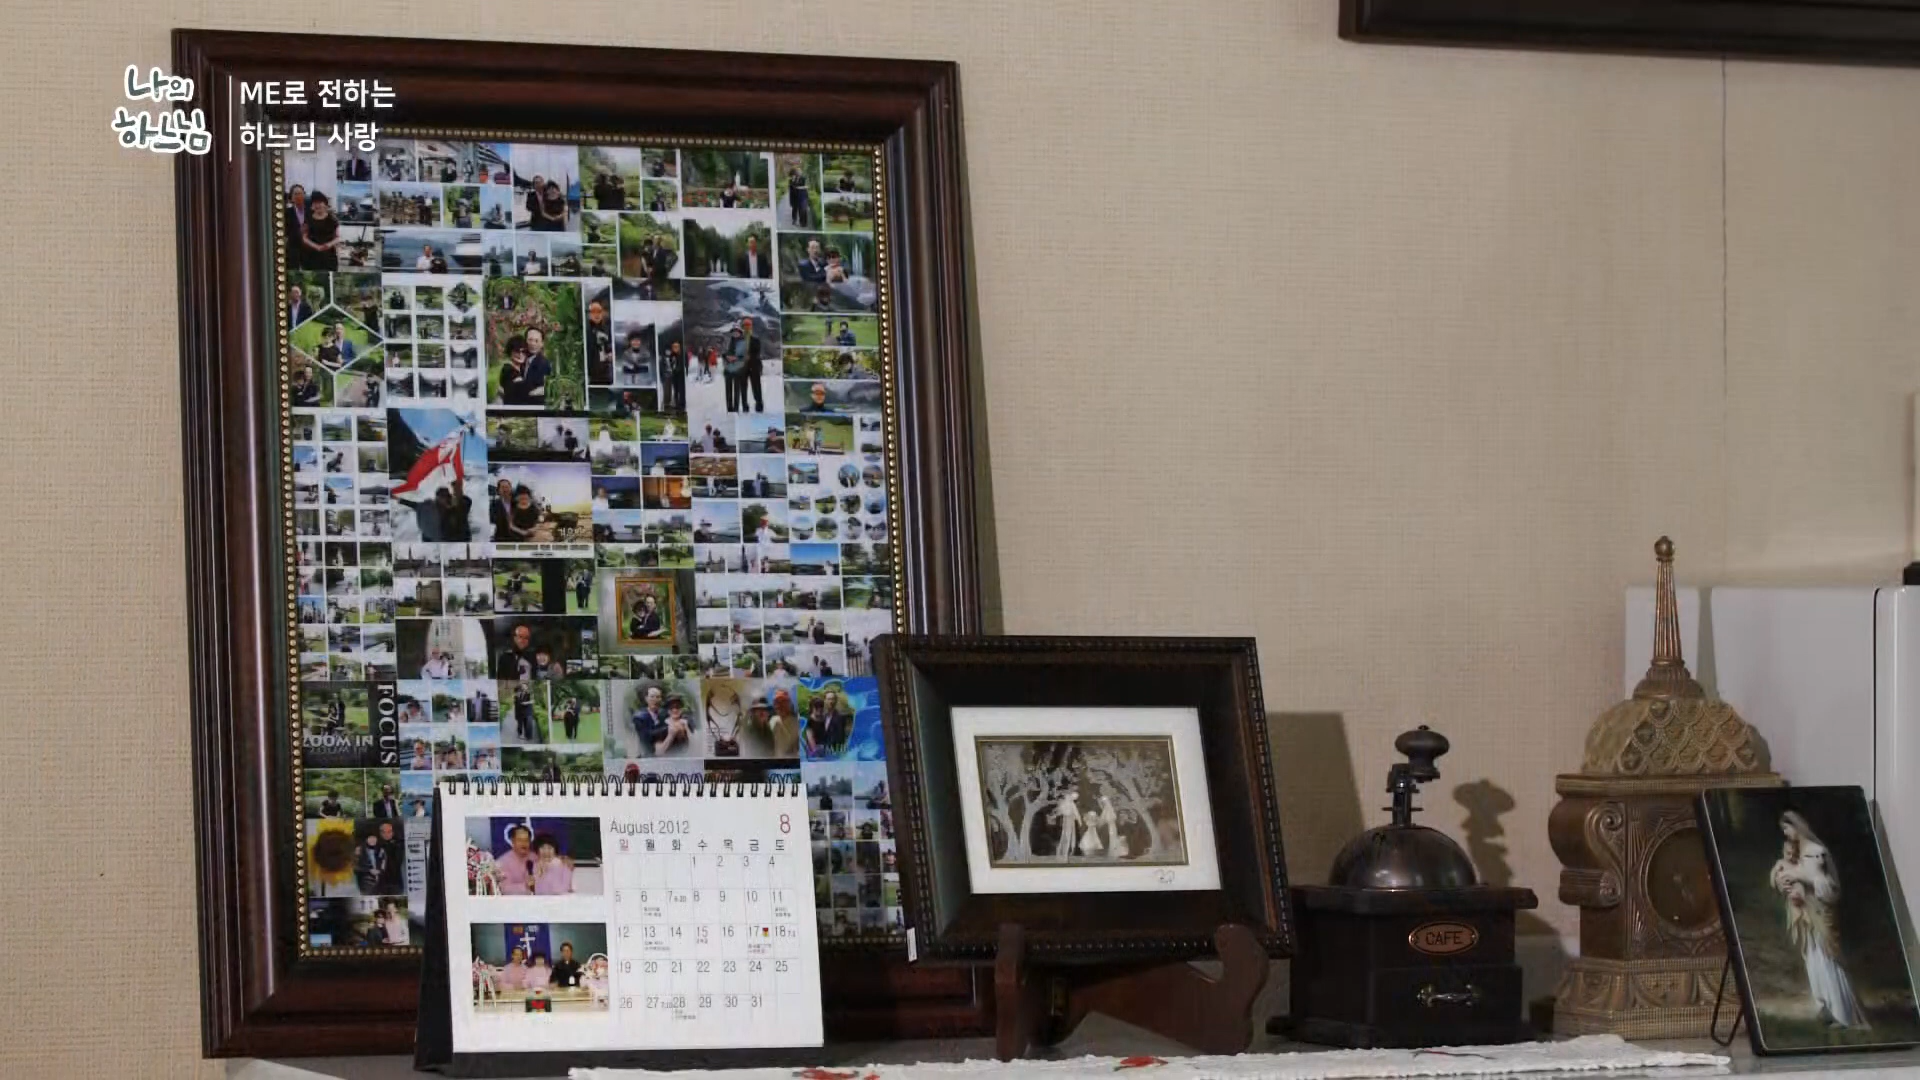 나의
하느님
ME로 전하는
하느님 사랑
FOCUS
August 2012 8
일 월 화 수 목 금 토
1 2 3 4
5 6 7 8 9 10 11
12 13 14 15 16 17 18
19 20 21 22 23 24 25
26 27 28 29 30 31
CAFE